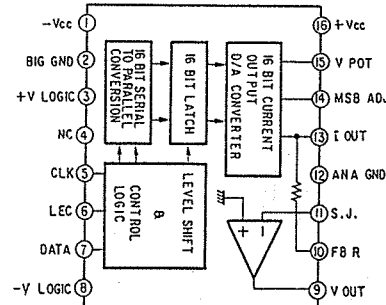 -Vcc 1
BIG GND 2
+V LOGIC 3
NC 4
CLK 5
LEC 6
DATA 7
-V LOGIC 8
16 +Vcc
15 V POT
14 MSB ADJ
13 I OUT
12 ANA GND
11 S.J.
10 FB R
9 V OUT
16 BIT SERIAL
TO PARALLEL
CONVERSION
16 BIT LATCH
16 BIT CURRENT
OUTPUT
D/A CONVERTER
LEVEL SHIFT
&
CONTROL
LOGIC
+ -